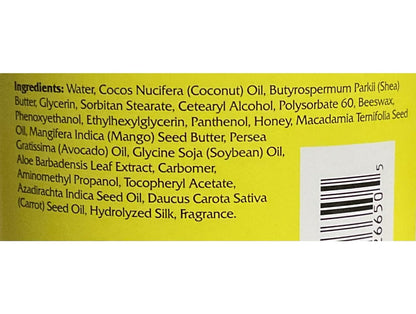 Ingredients: Water, Cocos Nucifera (Coconut) Oil, Butyrospermum Parkii (Shea)
Butter, Glycerin, Sorbitan Stearate, Cetearyl Alcohol, Polysorbate 60, Beeswax,
Phenoxyethanol, Ethylhexylglycerin, Panthenol, Honey, Macadamia Ternifolia Seed
Oil, Mangifera Indica (Mango) Seed Butter, Persea
Gratissima (Avocado) Oil, Glycine Soja (Soybean) Oil,
Aloe Barbadensis Leaf Extract, Carbomer,
Aminomethyl Propanol, Tocopheryl Acetate,
Azadirachta Indica Seed Oil, Daucus Carota Sativa
(Carrot) Seed Oil, Hydrolyzed Silk, Fragrance.
26650 5